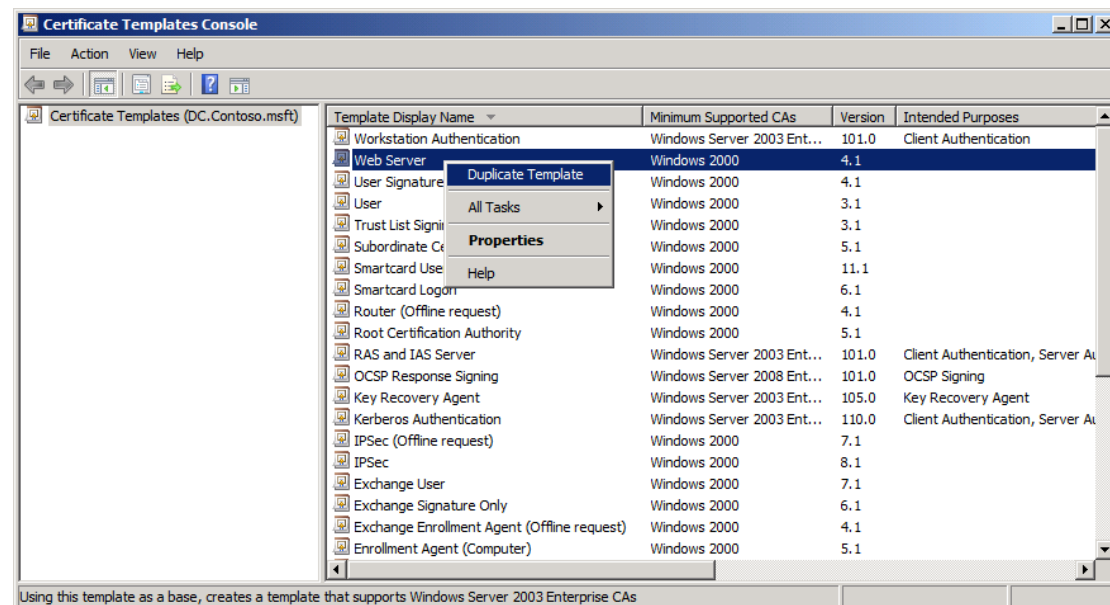 Certificate Templates Console
File Action View Help
Certificate Templates (DC.Contoso.msft)
Template Display Name Minimum Supported CAs Version Intended Purposes
Workstation Authentication Windows Server 2003 Ent... 101.0 Client Authentication
Web Server Windows 2000 4.1
Duplicate Template
User Signature Windows 2000 4.1
User Windows 2000 3.1
All Tasks
Trust List Signi Windows 2000 3.1
Properties
Subordinate Ce Windows 2000 5.1
Smartcard Use Windows 2000 11.1
Help
Smartcard Logon Windows 2000 6.1
Router (Offline request) Windows 2000 4.1
Root Certification Authority Windows 2000 5.1
RAS and IAS Server Windows Server 2003 Ent... 101.0 Client Authentication, Server Au
OCSP Response Signing Windows Server 2008 Ent... 101.0 OCSP Signing
Key Recovery Agent Windows Server 2003 Ent... 105.0 Key Recovery Agent
Kerberos Authentication Windows Server 2003 Ent... 110.0 Client Authentication, Server Au
IPSec (Offline request) Windows 2000 7.1
IPSec Windows 2000 8.1
Exchange User Windows 2000 7.1
Exchange Signature Only Windows 2000 6.1
Exchange Enrollment Agent (Offline request) Windows 2000 4.1
Enrollment Agent (Computer) Windows 2000 5.1
Using this template as a base, creates a template that supports Windows Server 2003 Enterprise CAs